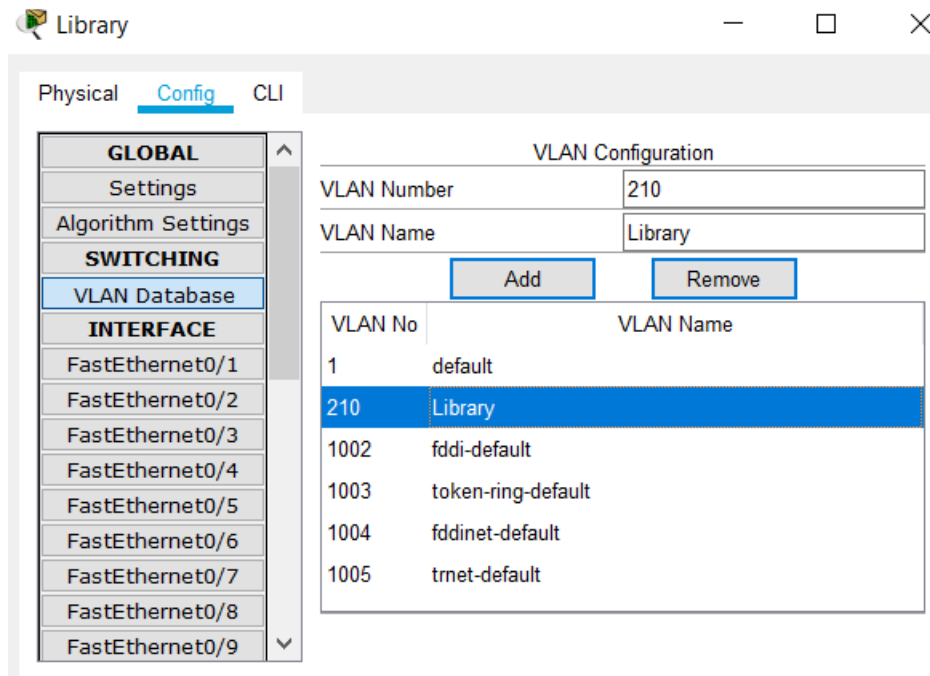 Library
Physical Config CLI
GLOBAL
Settings
Algorithm Settings
SWITCHING
VLAN Database
INTERFACE
FastEthernet0/1
FastEthernet0/2
FastEthernet0/3
FastEthernet0/4
FastEthernet0/5
FastEthernet0/6
FastEthernet0/7
FastEthernet0/8
FastEthernet0/9
VLAN Configuration
VLAN Number 210
VLAN Name Library
Add Remove
VLAN No VLAN Name
1 default
210 Library
1002 fddi-default
1003 token-ring-default
1004 fddinet-default
1005 trnet-default